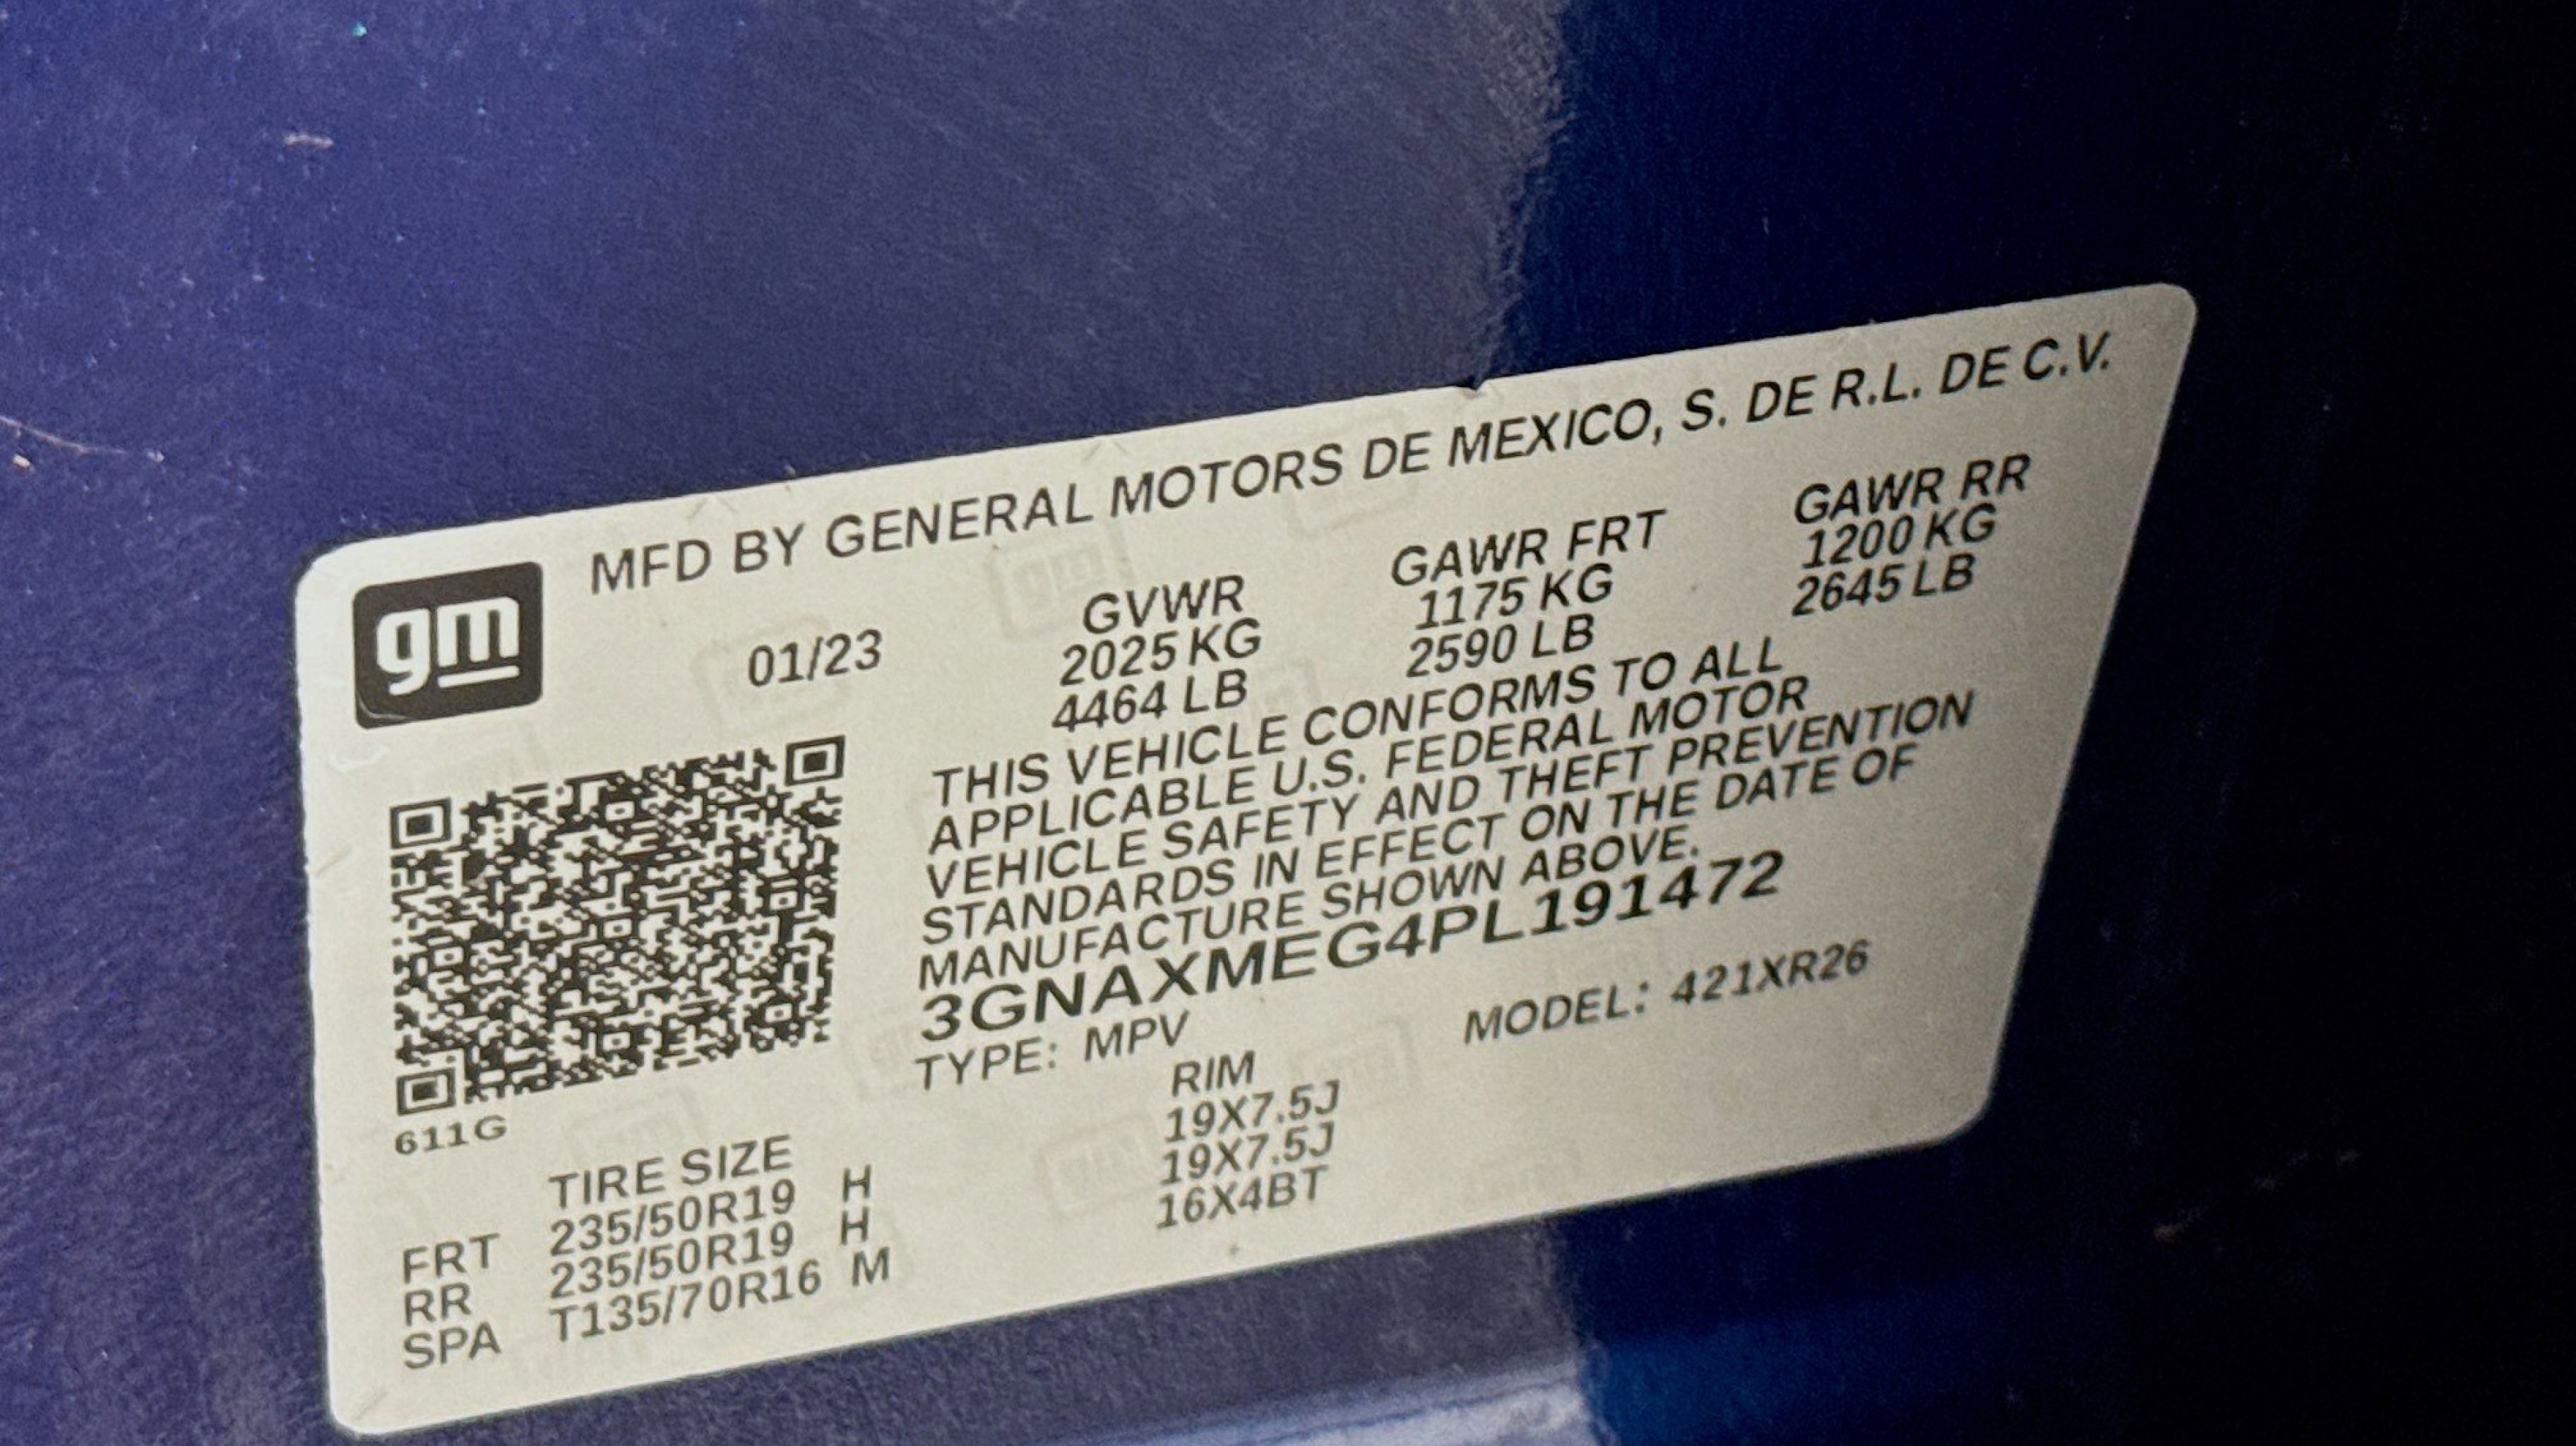 gm
MFD BY GENERAL MOTORS DE MEXICO, S. DE R.L. DE C.V.
01/23 GVWR GAWR FRT GAWR RR
2025 KG 1175 KG 1200 KG
4464 LB 2590 LB 2645 LB
THIS VEHICLE CONFORMS TO ALL
APPLICABLE U.S. FEDERAL MOTOR
VEHICLE SAFETY AND THEFT PREVENTION
STANDARDS IN EFFECT ON THE DATE OF
MANUFACTURE SHOWN ABOVE.
3GNAXMEG4PL191472
TYPE: MPV MODEL: 421XR26
611G
TIRE SIZE RIM
FRT 235/50R19 H 19X7.5J
RR 235/50R19 H 19X7.5J
SPA T135/70R16 M 16X4BT